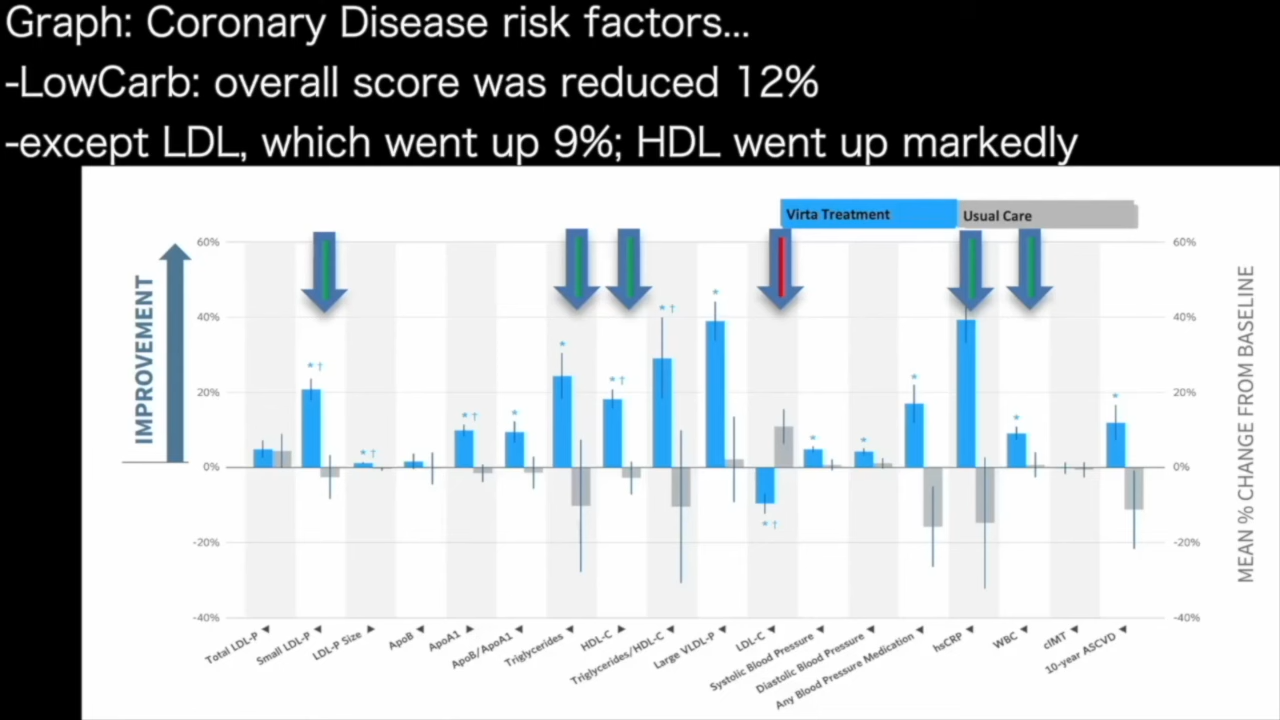 Graph: Coronary Disease risk factors...
-LowCarb: overall score was reduced 12%
-except LDL, which went up 9%; HDL went up markedly
Virta Treatment
Usual Care
IMPROVEMENT
60%
40%
20%
0%
-20%
-40%
60%
40%
20%
0%
-20%
-40%
MEAN % CHANGE FROM BASELINE
* †
* †
* †
*
*
* †
* †
*
* †
*
*
*
*
*
Total LDL-P ▼
Small LDL-P ▼
LDL-P Size ▲
ApoB ▼
ApoA1 ▲
ApoB/ApoA1 ▼
Triglycerides ▼
HDL-C ▲
Triglycerides/HDL-C ▼
Large VLDL-P ▼
LDL-C ▼
Systolic Blood Pressure ▼
Diastolic Blood Pressure ▼
Any Blood Pressure Medication ▼
hsCRP ▼
WBC ▼
cIMT ▼
10-year ASCVD ▼